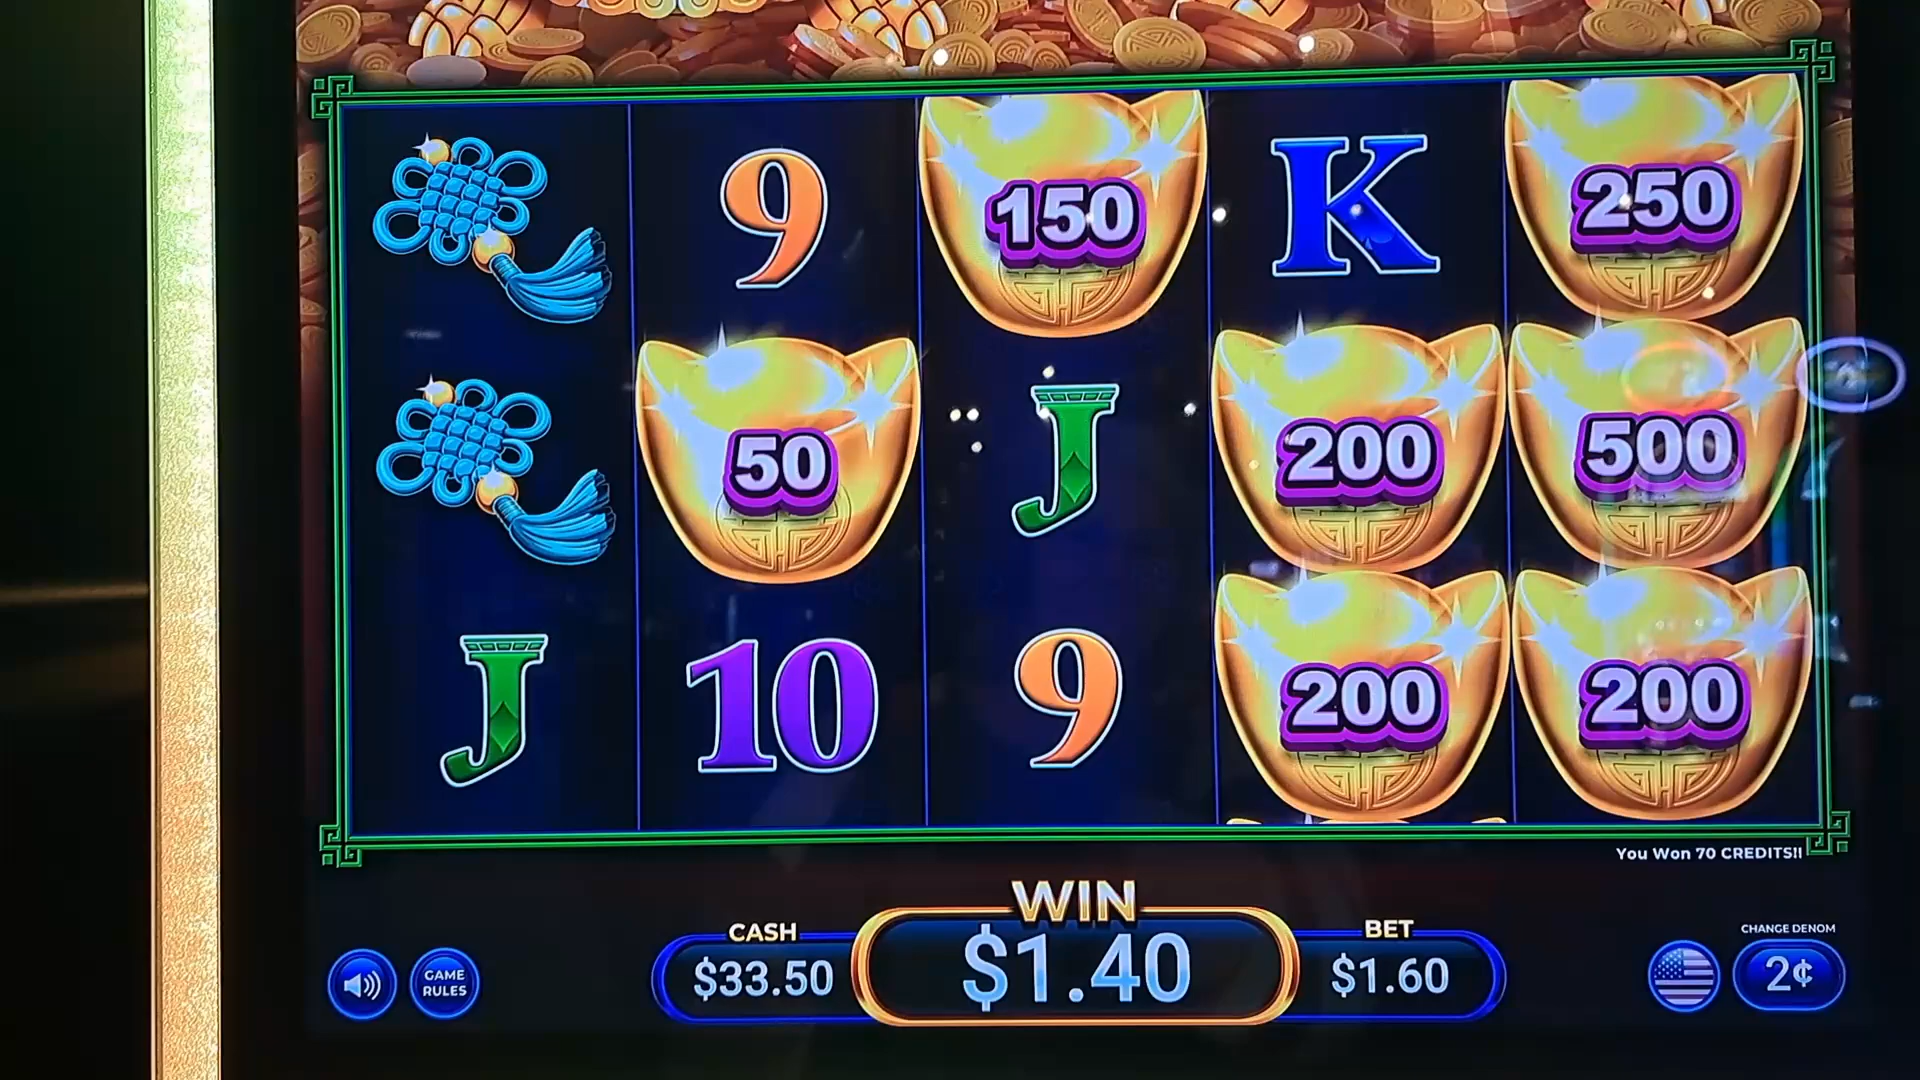 9 150 K 250
50 J 200 500
J 10 9 200 200
You Won 70 CREDITS!!
WIN
CASH $1.40 BET CHANGE DENOM
GAME RULES $33.50 $1.60 2¢